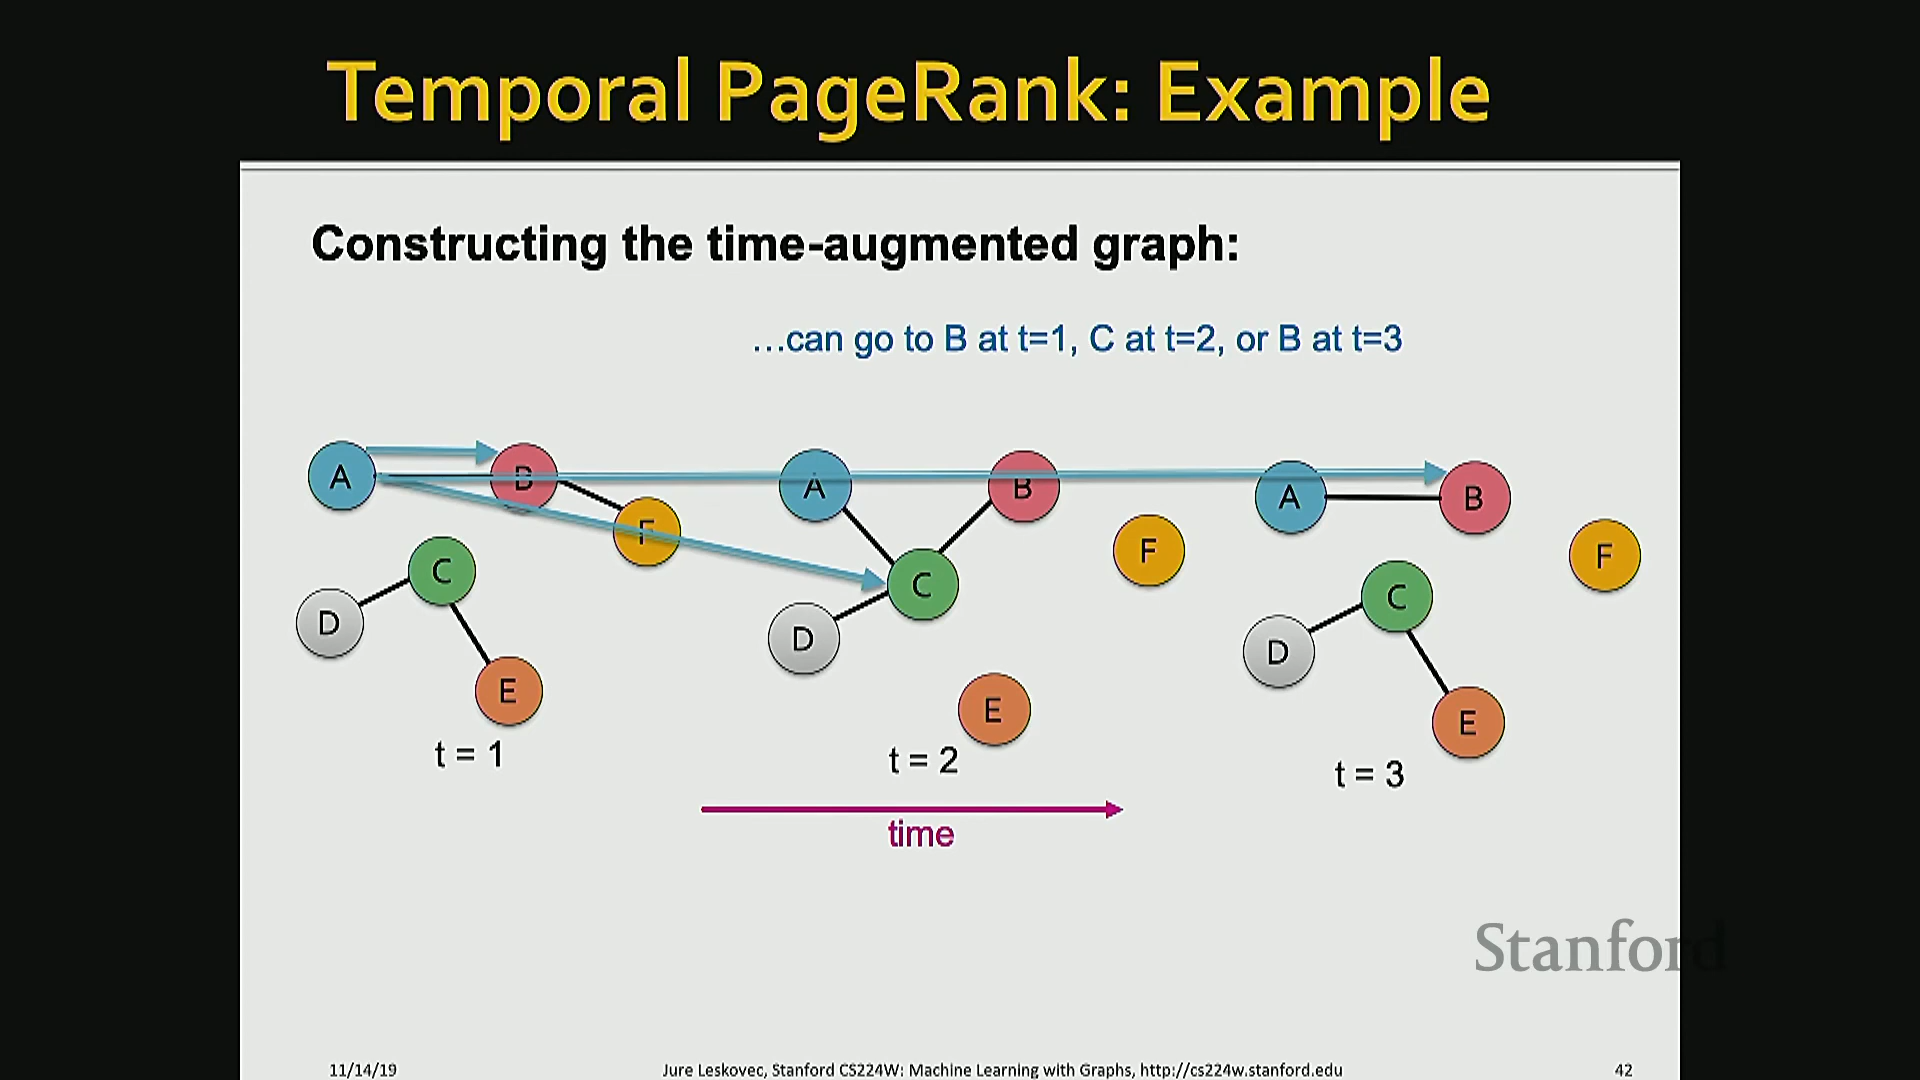 Temporal PageRank: Example
Constructing the time-augmented graph:
…can go to B at t=1, C at t=2, or B at t=3
A
B
F
C
D
E
t = 1
A
B
F
C
D
E
t = 2
A
B
F
C
D
E
t = 3
time
Stanford
11/14/19
Jure Leskovec, Stanford CS224W: Machine Learning with Graphs, http://cs224w.stanford.edu
42